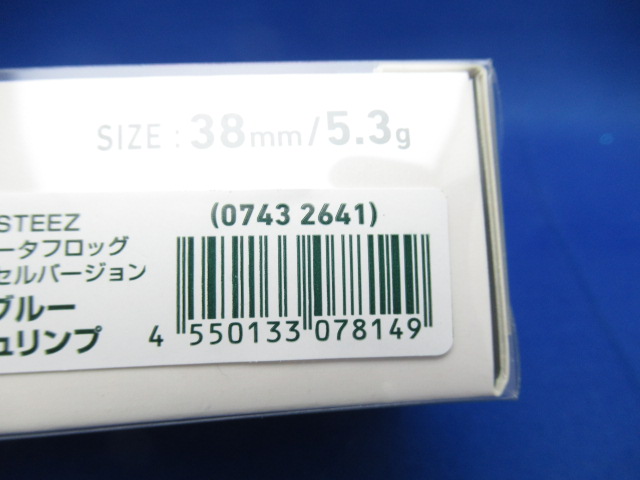 SIZE : 38mm/5.3g
STEEZ
ータフロッグ
セルバージョン
ブルー
ュリンプ
(0743 2641)
4 550133 078149